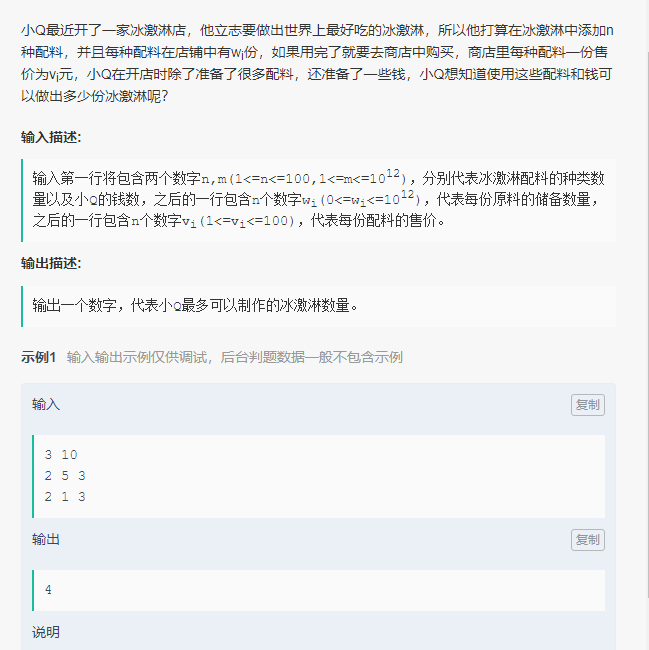 小Q最近开了一家冰激淋店，他立志要做出世界上最好吃的冰激淋，所以他打算在冰激淋中添加n
种配料，并且每种配料在店铺中有wi份，如果用完了就要去商店中购买，商店里每种配料一份售
价为vi元，小Q在开店时除了准备了很多配料，还准备了一些钱，小Q想知道使用这些配料和钱可
以做出多少份冰激淋呢？
输入描述:
输入第一行将包含两个数字n,m(1<=n<=100,1<=m<=10^12)，分别代表冰激淋配料的种类数
量以及小Q的钱数，之后的一行包含n个数字wi(0<=wi<=10^12)，代表每份原料的储备数量，
之后的一行包含n个数字vi(1<=vi<=100)，代表每份配料的售价。
输出描述:
输出一个数字，代表小Q最多可以制作的冰激淋数量。
示例1 输入输出示例仅供调试，后台判题数据一般不包含示例
输入 复制
3 10
2 5 3
2 1 3
输出 复制
4
说明